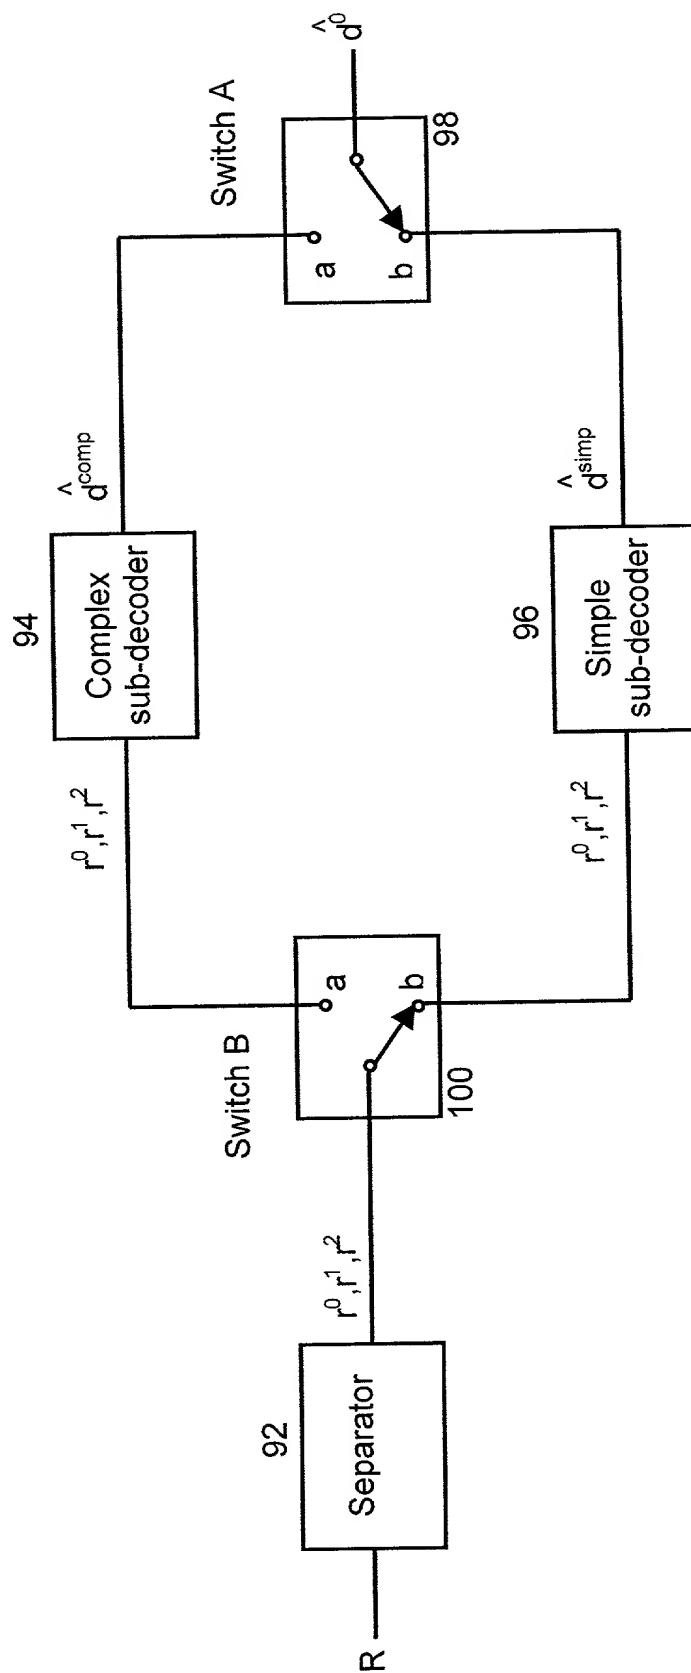 R
92
Separator
r⁰,r¹,r²
Switch B
a
b
100
r⁰,r¹,r²
94
Complex
sub-decoder
d̂ᶜᵒᵐᵖ
r⁰,r¹,r²
96
Simple
sub-decoder
d̂ˢⁱᵐᵖ
Switch A
a
b
98
d̂⁰